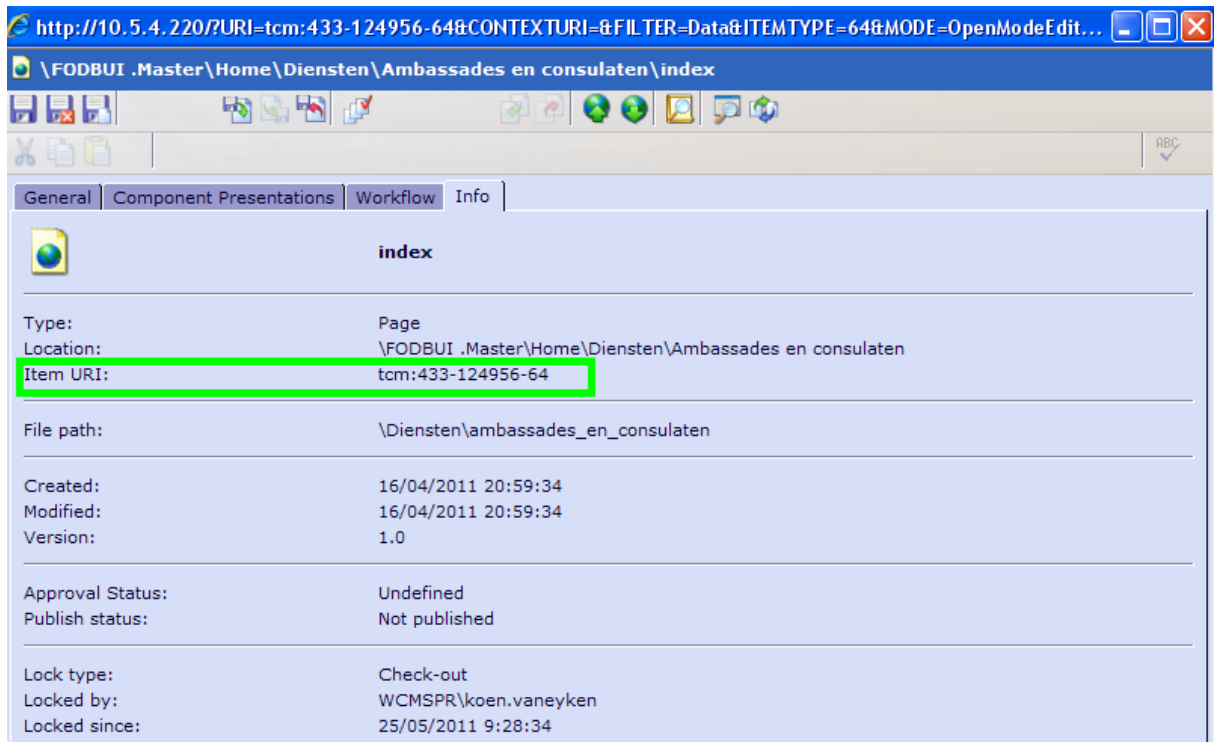 http://10.5.4.220/?URI=tcm:433-124956-64&CONTEXTURI=&FILTER=Data&ITEMTYPE=64&MODE=OpenModeEdit...
\FODBUI .Master\Home\Diensten\Ambassades en consulaten\index
ABC
General Component Presentations Workflow Info
index
Type: Page
Location: \FODBUI .Master\Home\Diensten\Ambassades en consulaten
Item URI: tcm:433-124956-64
File path: \Diensten\ambassades_en_consulaten
Created: 16/04/2011 20:59:34
Modified: 16/04/2011 20:59:34
Version: 1.0
Approval Status: Undefined
Publish status: Not published
Lock type: Check-out
Locked by: WCMSPR\koen.vaneyken
Locked since: 25/05/2011 9:28:34